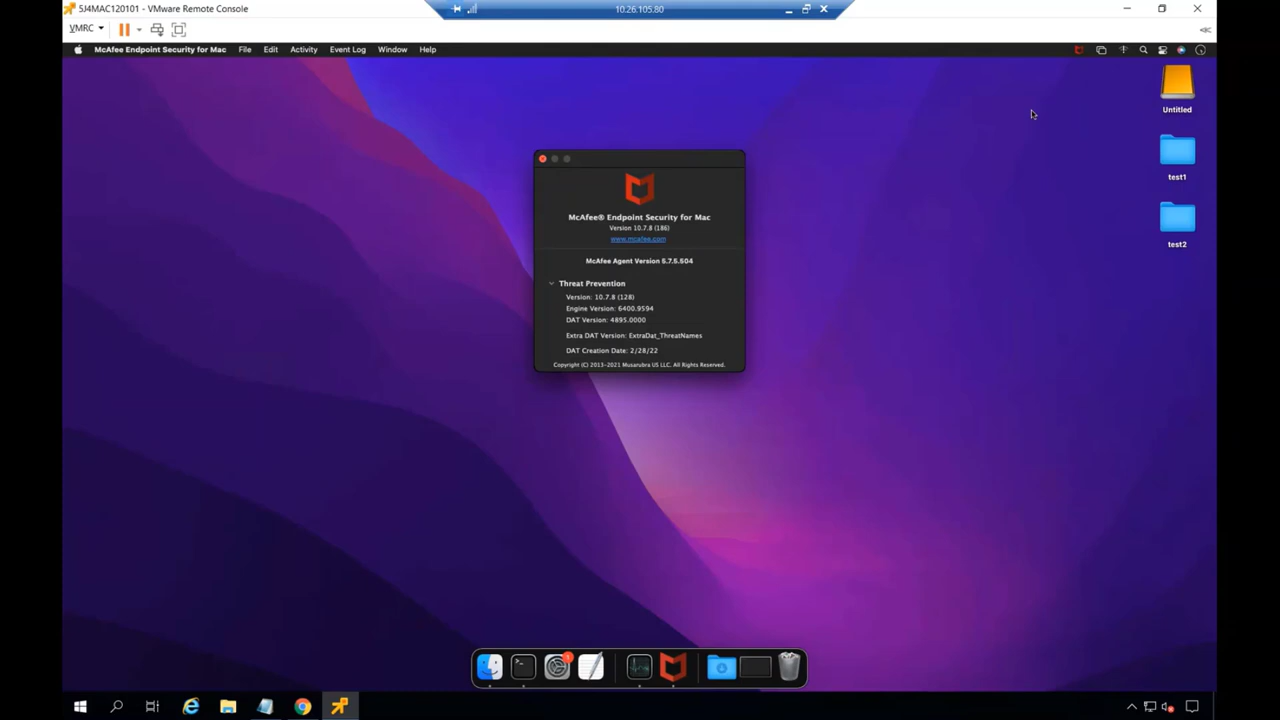 5J4MAC120101 - VMware Remote Console
10.26.105.80
VMRC
McAfee Endpoint Security for Mac File Edit Activity Event Log Window Help
Untitled
test1
test2
McAfee® Endpoint Security for Mac
Version 10.7.8 (186)
www.mcafee.com
McAfee Agent Version 5.7.5.504
Threat Prevention
Version: 10.7.8 (128)
Engine Version: 6400.9594
DAT Version: 4895.0000
Extra DAT Version: ExtraDat_ThreatNames
DAT Creation Date: 2/28/22
Copyright (C) 2013-2021 Musarubra US LLC. All Rights Reserved.
1